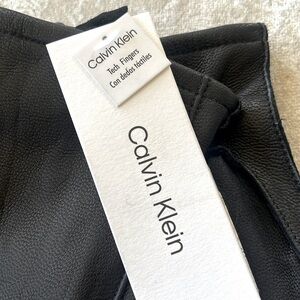 Calvin Klein
Tech Fingers
Con dedos táctiles
Calvin Klein